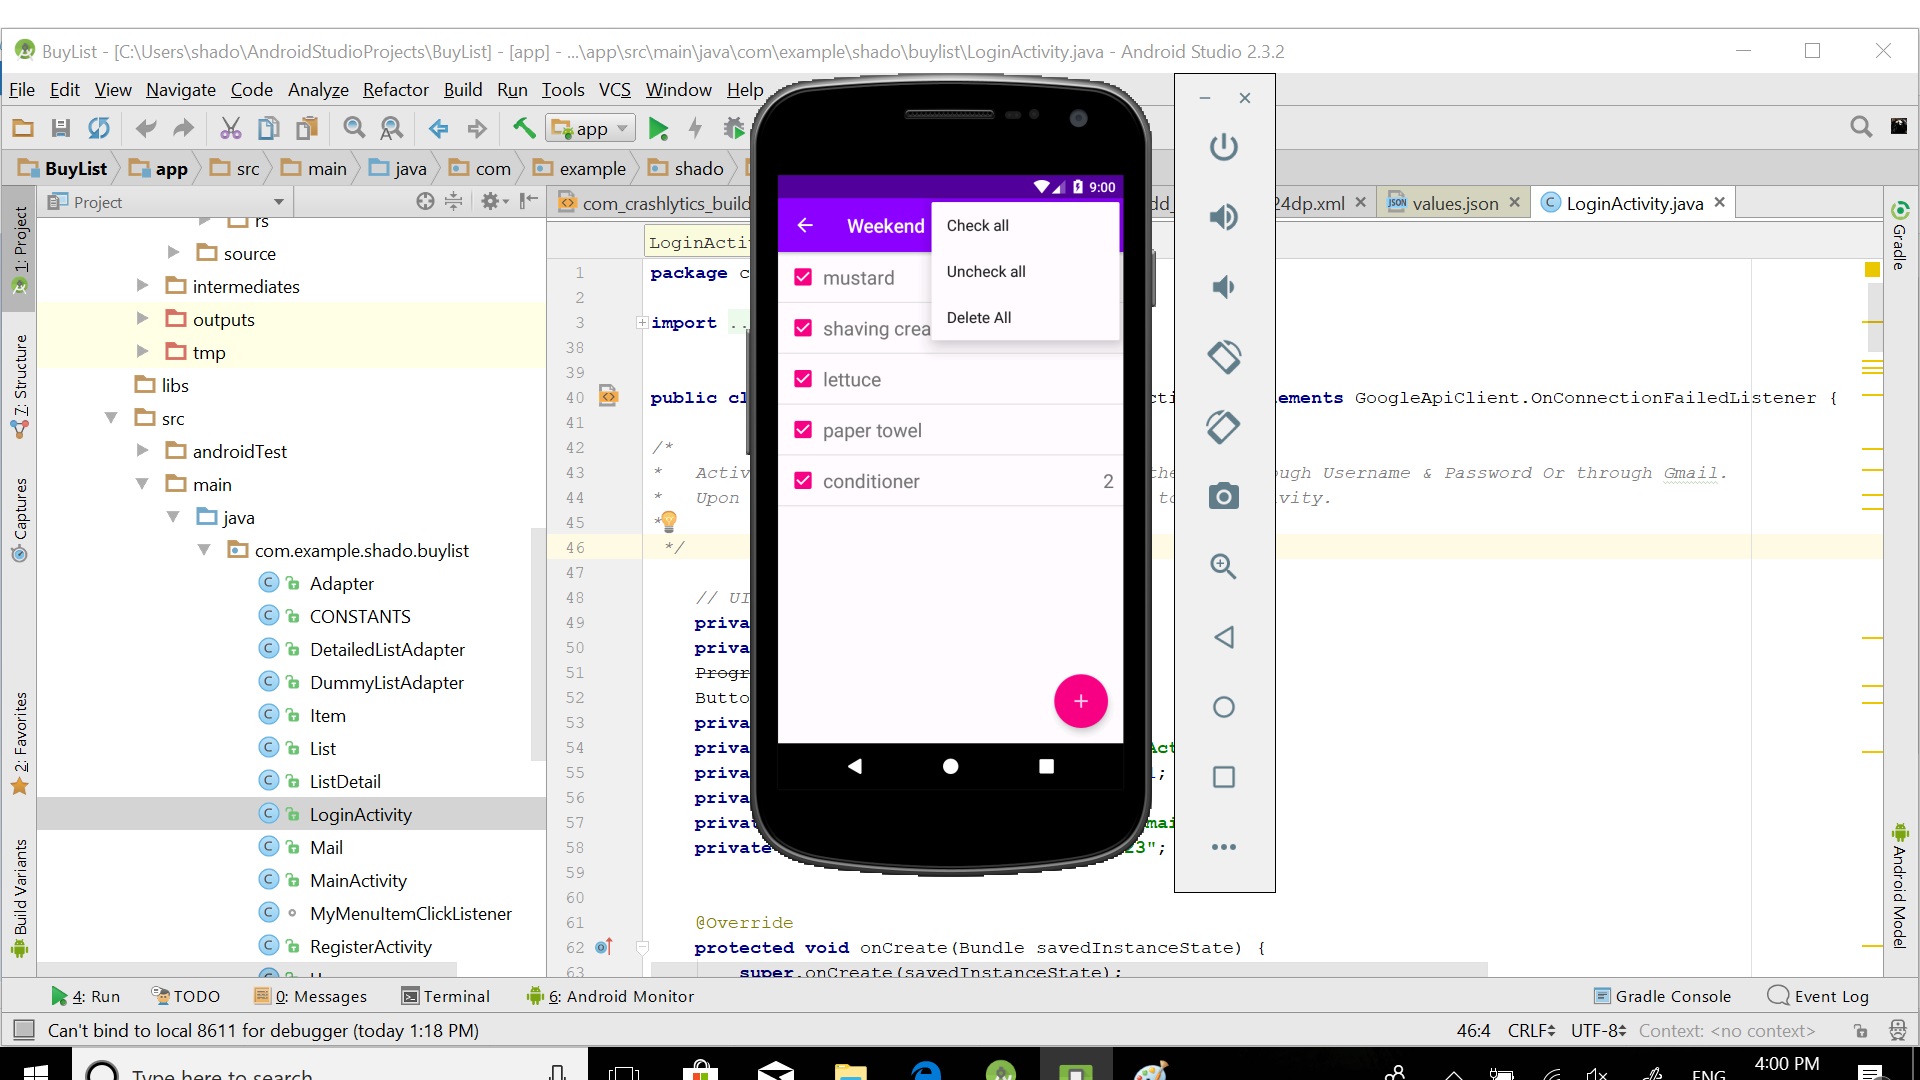 BuyList - [C:\Users\shado\AndroidStudioProjects\BuyList] - [app] - ...\app\src\main\java\com\example\shado\buylist\LoginActivity.java - Android Studio 2.3.2
File Edit View Navigate Code Analyze Refactor Build Run Tools VCS Window Help
app
BuyList app src main java com example shado
Project
com_crashlytics_build
24dp.xml
values.json
LoginActivity.java
1: Project
7: Structure
Captures
2: Favorites
Build Variants
Gradle
Android Model
rs
source
intermediates
outputs
tmp
libs
src
androidTest
main
java
com.example.shado.buylist
Adapter
CONSTANTS
DetailedListAdapter
DummyListAdapter
Item
List
ListDetail
LoginActivity
Mail
MainActivity
MyMenuItemClickListener
RegisterActivity
LoginActi
1 package c
2
3 import ..
38
39
40 public cl ements GoogleApiClient.OnConnectionFailedListener {
41
42 /*
43 * Activ ugh Username & Password Or through Gmail.
44 * Upon ivity.
45 *
46 */
47
48 // UI
49 priva
50 priva
51 Progr
52 Butto
53 priva
54 priva Act
55 priva ;
56 priva
57 privat mai
58 private 23";
59
60
61 @Override
62 protected void onCreate(Bundle savedInstanceState) {
63 super.onCreate(savedInstanceState);
9:00
Weekend
Check all
Uncheck all
Delete All
mustard
shaving crea
lettuce
paper towel
conditioner 2
+
4: Run TODO 0: Messages Terminal 6: Android Monitor Gradle Console Event Log
Can't bind to local 8611 for debugger (today 1:18 PM) 46:4 CRLF UTF-8 Context: <no context>
Type here to search ENG 4:00 PM